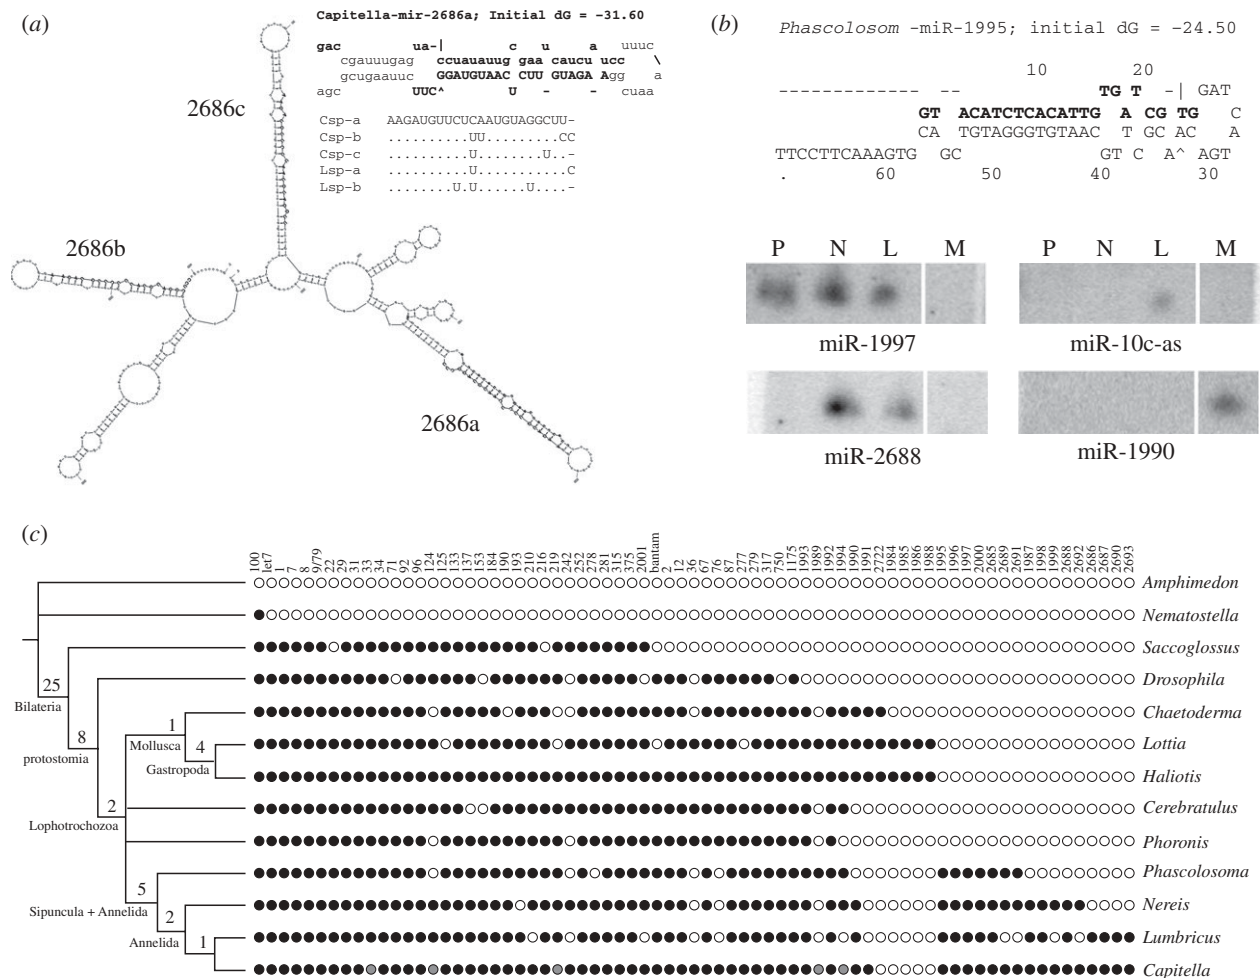 (a)
Capitella-mir-2686a; Initial dG = -31.60
gac ua-| c u a uuuc
cgauuugag ccuauauug gaa caucu ucc \
gcugaauuc GGAUGUAAC CUU GUAGA Agg a
agc UUC^ U - - cuaa
Csp-a AAGAUGUUCUCAAUGUAGGCUU-
Csp-b ..........UU..........CC
Csp-c ..........U........U..-
Lsp-a ..........U............C
Lsp-b ........U.U.......U....-
2686c
2686b
2686a
(b)
Phascolosom -miR-1995; initial dG = -24.50
10 20
------------- -- TG T -| GAT
GT ACATCTCACATTG A CG TG C
CA TGTAGGGTGTAAC T GC AC A
TTCCTTCAAAGTG GC GT C A^ AGT
. 60 50 40 30
P N L M P N L M
miR-1997 miR-10c-as
miR-2688 miR-1990
(c)
100 let7 1 7 8 9/79 22 29 31 33 34 71 92 96 124 125 133 137 153 184 190 193 210 216 219 242 252 278 281 315 375 2001 bantam 2 12 36 67 76 87 277 279 317 750 1175 1993 1989 1992 1994 1990 1991 2722 1984 1985 1986 1988 1995 1996 1997 2000 2685 2689 2691 1987 1998 1999 2688 2692 2686 2687 2690 2693
Amphimedon
Nematostella
Saccoglossus
25
Bilateria
Drosophila
8
protostomia
Chaetoderma
1
Mollusca
Lottia
4
Gastropoda
Haliotis
2
Lophotrochozoa
Cerebratulus
Phoronis
Phascolosoma
5
Sipuncula + Annelida
Nereis
2
Annelida
Lumbricus
1
Capitella